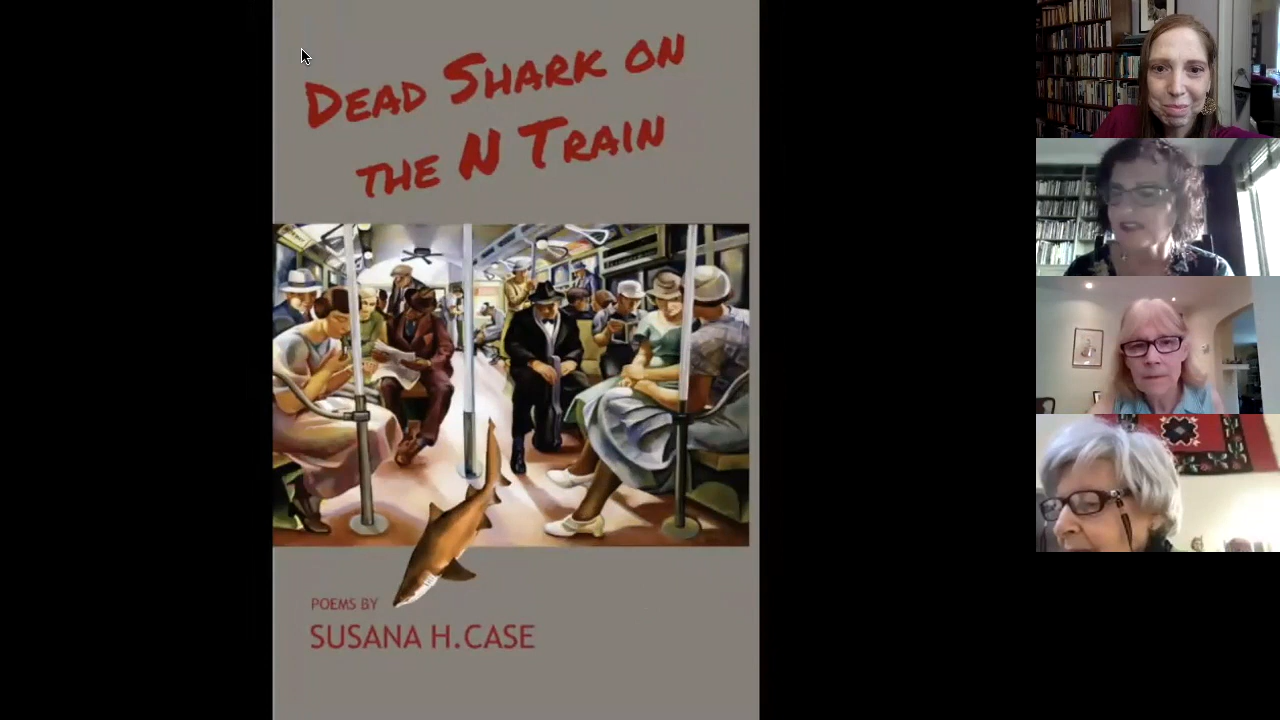 DEAD SHARK ON
THE N TRAIN
POEMS BY
SUSANA H. CASE